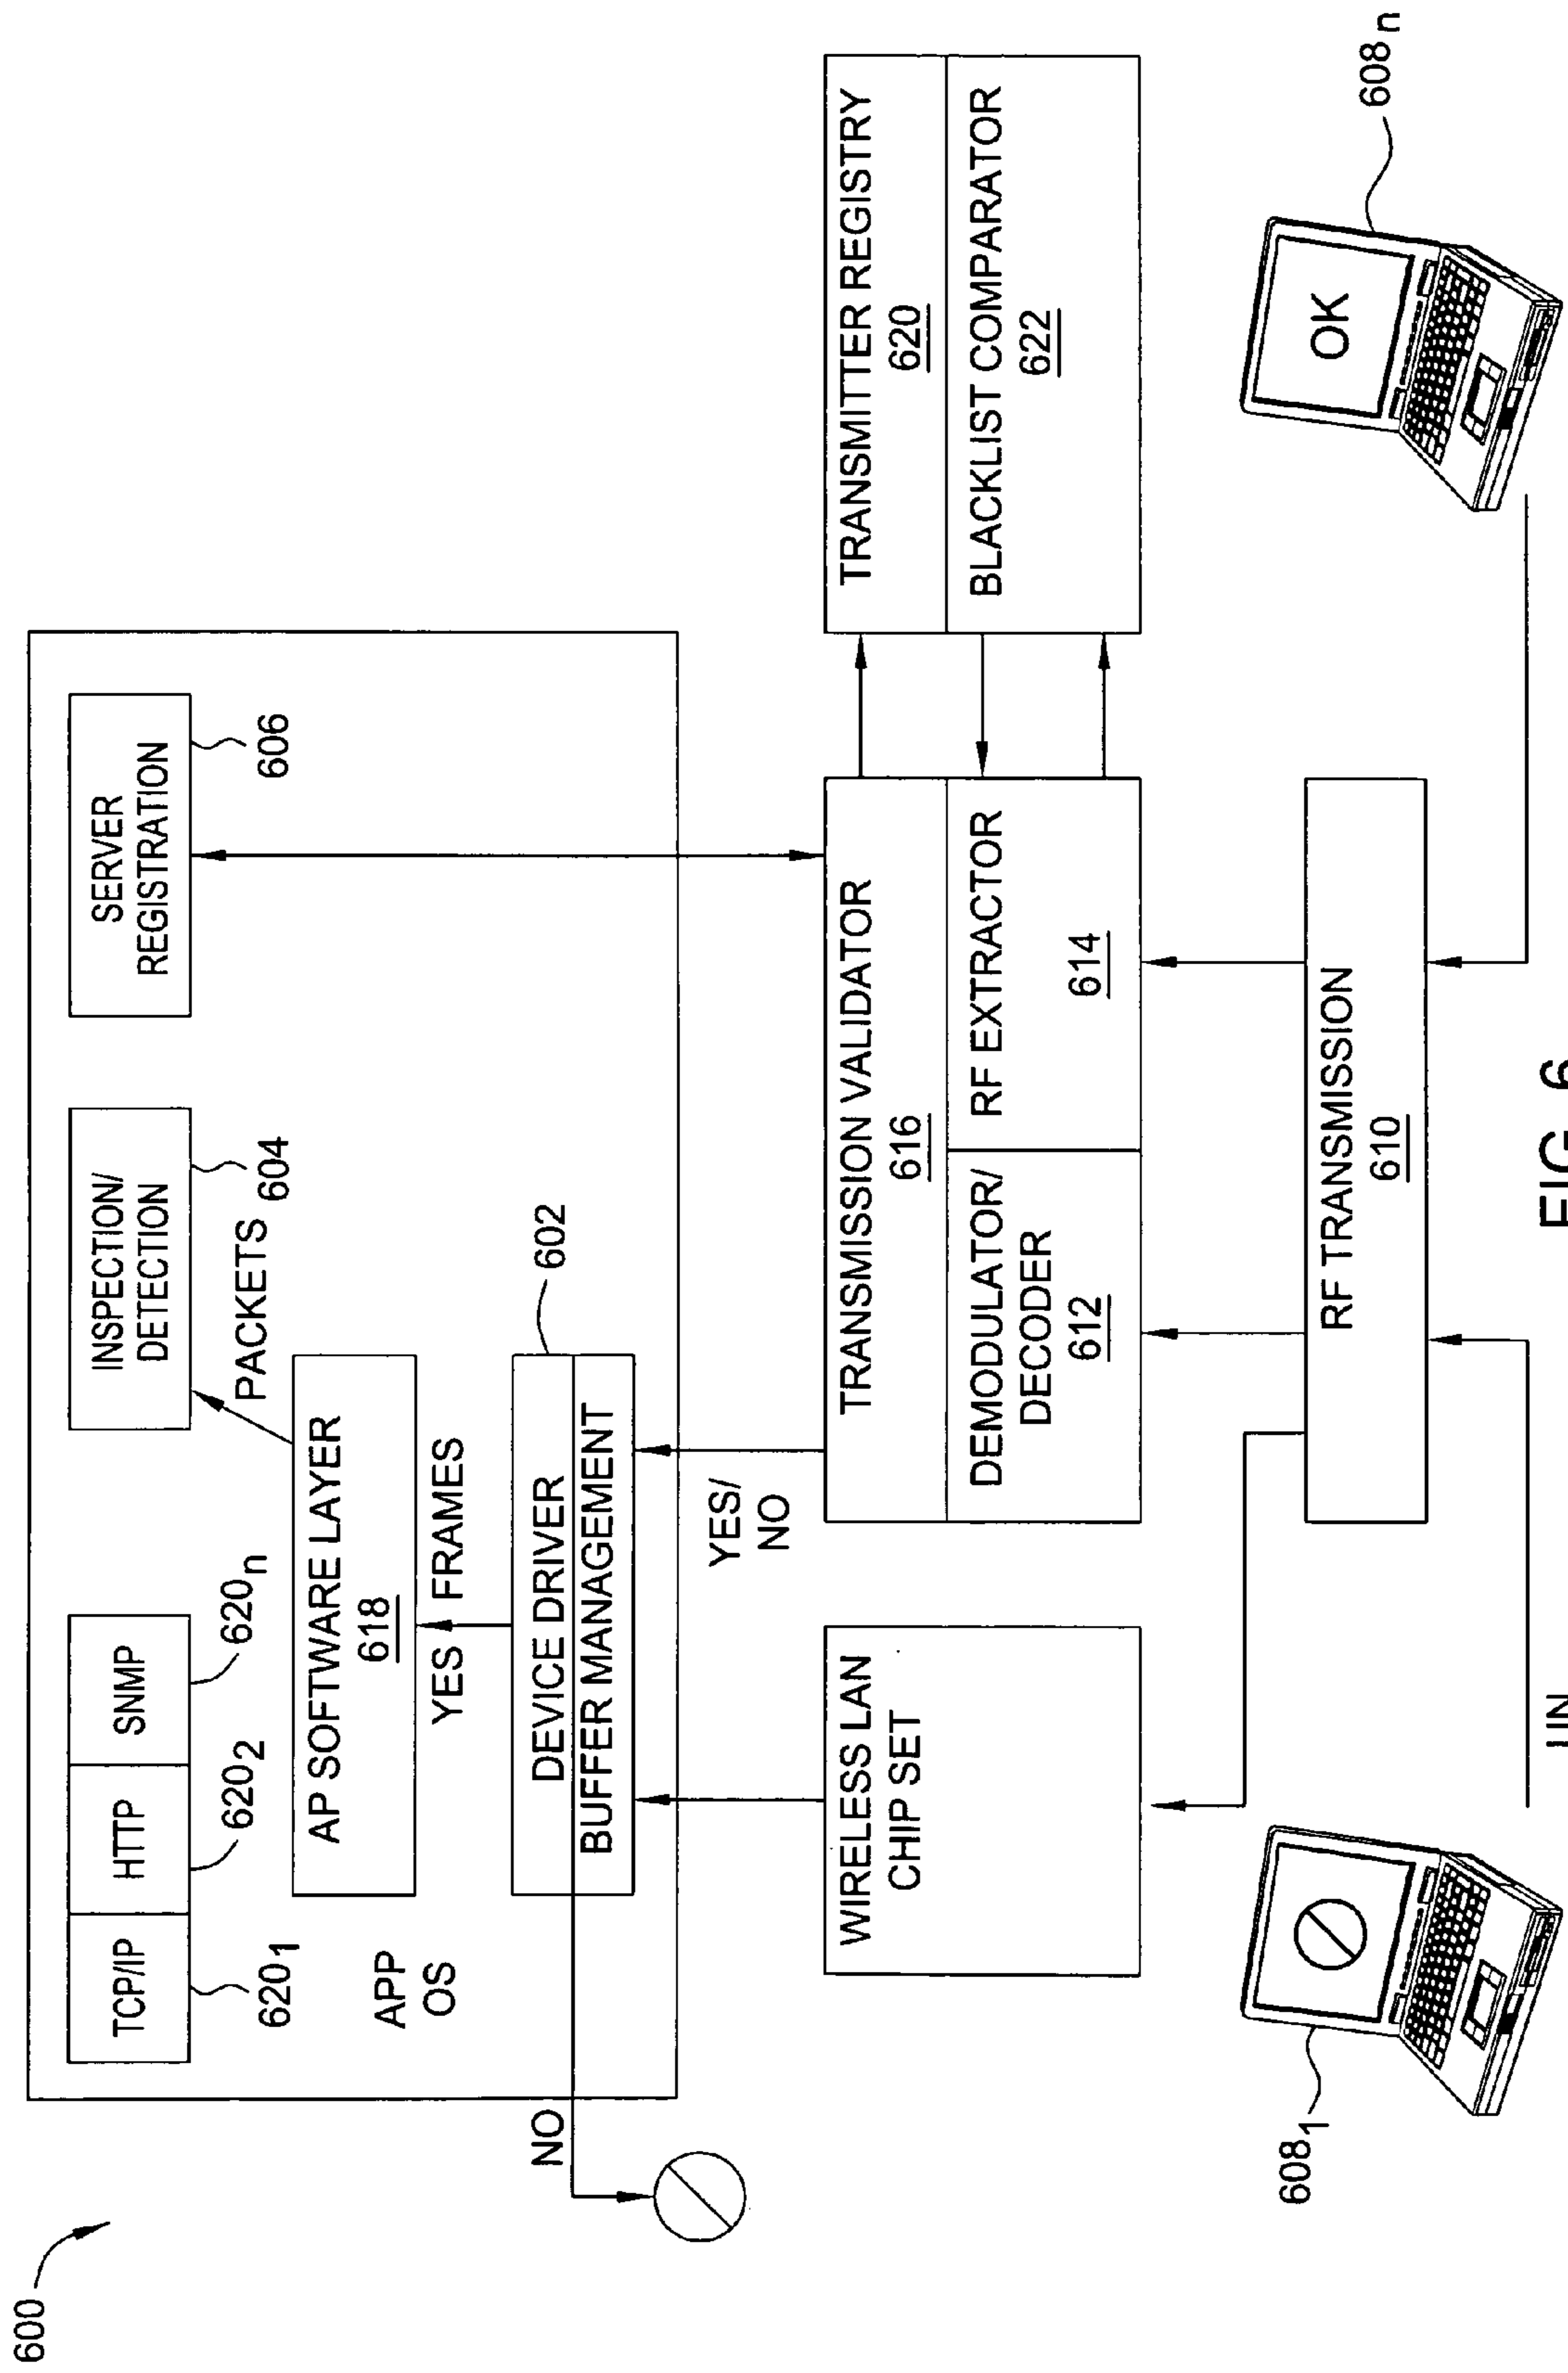 600
TCP/IP
HTTP
SNMP
620₁
620₂
620ₙ
INSPECTION/
DETECTION
604
SERVER
REGISTRATION
606
PACKETS
AP SOFTWARE LAYER
618
APP
OS
YES FRAMES
602
DEVICE DRIVER
BUFFER MANAGEMENT
NO
YES/
NO
WIRELESS LAN
CHIP SET
TRANSMISSION VALIDATOR
616
DEMODULATOR/
DECODER
612
RF EXTRACTOR
614
TRANSMITTER REGISTRY
620
BLACKLIST COMPARATOR
622
RF TRANSMISSION
610
608₁
OK
608ₙ
FIG. 6